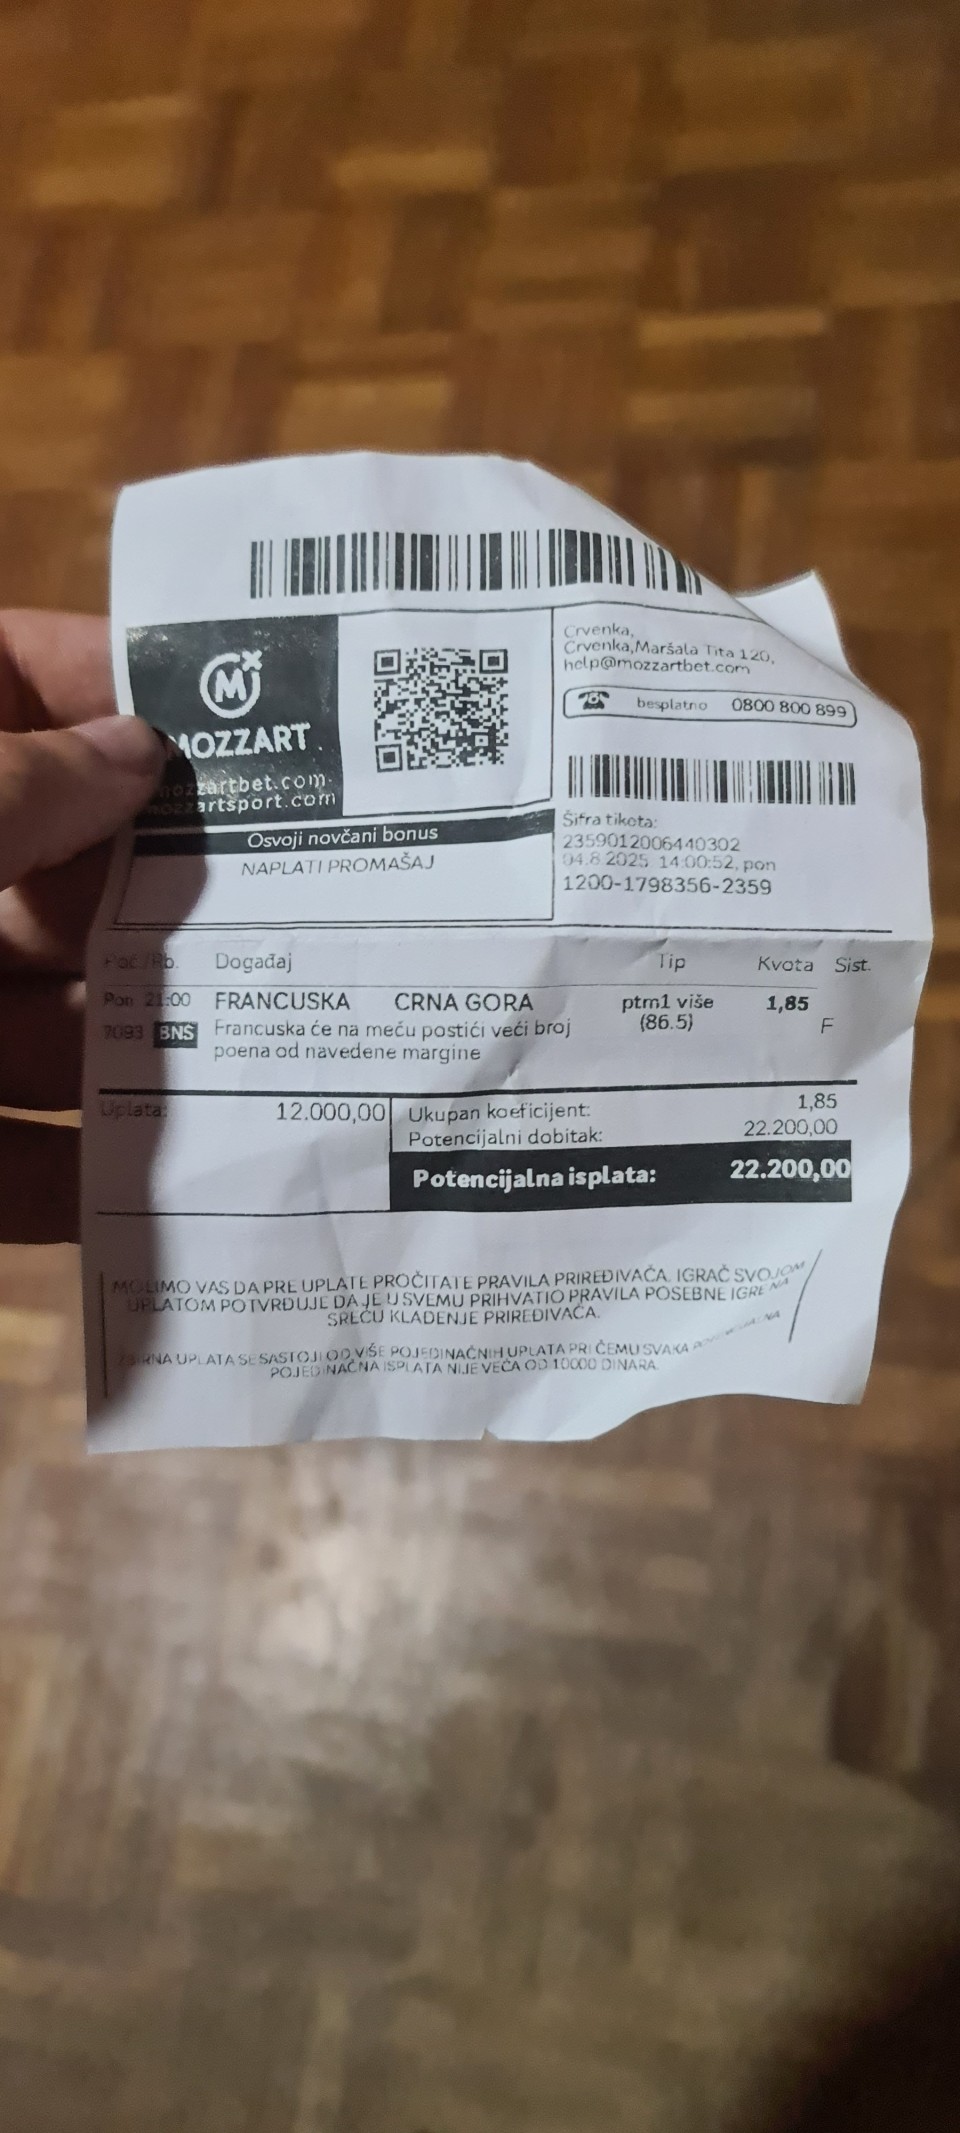 MOZZART
mozzartbet.com
mozzartsport.com
Osvoji novčani bonus
NAPLATI PROMAŠAJ
Crvenka,
Crvenka,Maršala Tita 120,
help@mozzartbet.com
besplatno 0800 800 899
Šifra tiketa:
2359012006440302
04.8.2025 14:00:52, pon
1200-1798356-2359
Poč./Rb. Događaj Tip Kvota Sist.
Pon 21:00 FRANCUSKA CRNA GORA ptm1 više 1,85
7093 BNS Francuska će na meču postići veći broj (86.5) F
poena od navedene margine
Uplata: 12.000,00
Ukupan koeficijent: 1,85
Potencijalni dobitak: 22.200,00
Potencijalna isplata: 22.200,00
MOLIMO VAS DA PRE UPLATE PROČITATE PRAVILA PRIREĐIVAČA. IGRAČ SVOJOM
UPLATOM POTVRĐUJE DA JE U SVEMU PRIHVATIO PRAVILA POSEBNE IGRE NA
SREĆU KLAĐENJE PRIREĐIVAČA.
ZBIRNA UPLATA SE SASTOJI OD VIŠE POJEDINAČNIH UPLATA PRI ČEMU SVAKA POTENCIJALNA
POJEDINAČNA ISPLATA NIJE VEĆA OD 10000 DINARA.